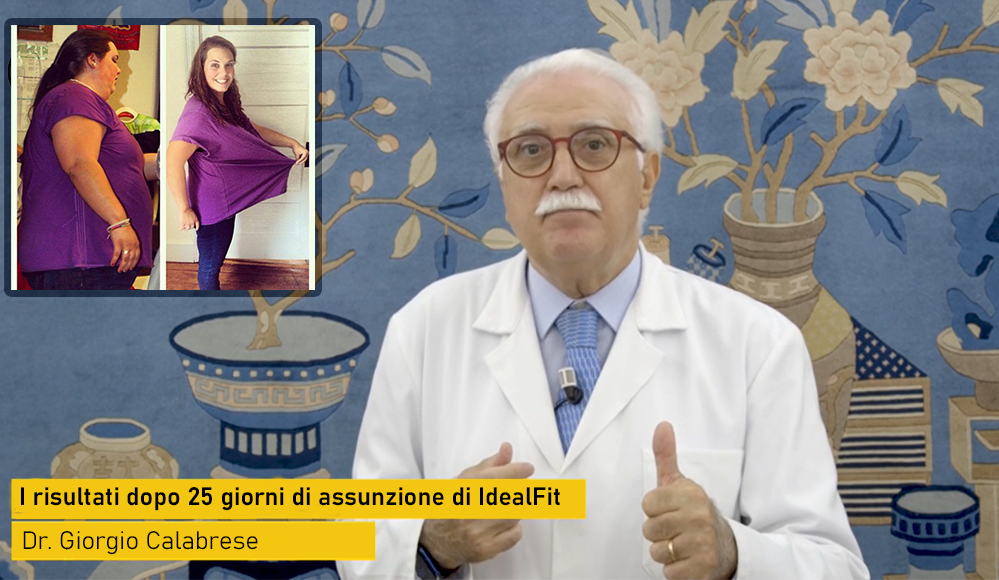 I risultati dopo 25 giorni di assunzione di IdealFit
Dr. Giorgio Calabrese